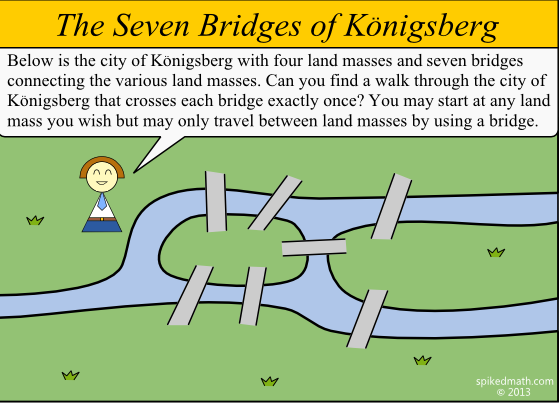 The Seven Bridges of Königsberg
Below is the city of Königsberg with four land masses and seven bridges
connecting the various land masses. Can you find a walk through the city of
Königsberg that crosses each bridge exactly once? You may start at any land
mass you wish but may only travel between land masses by using a bridge.
spikedmath.com
© 2013